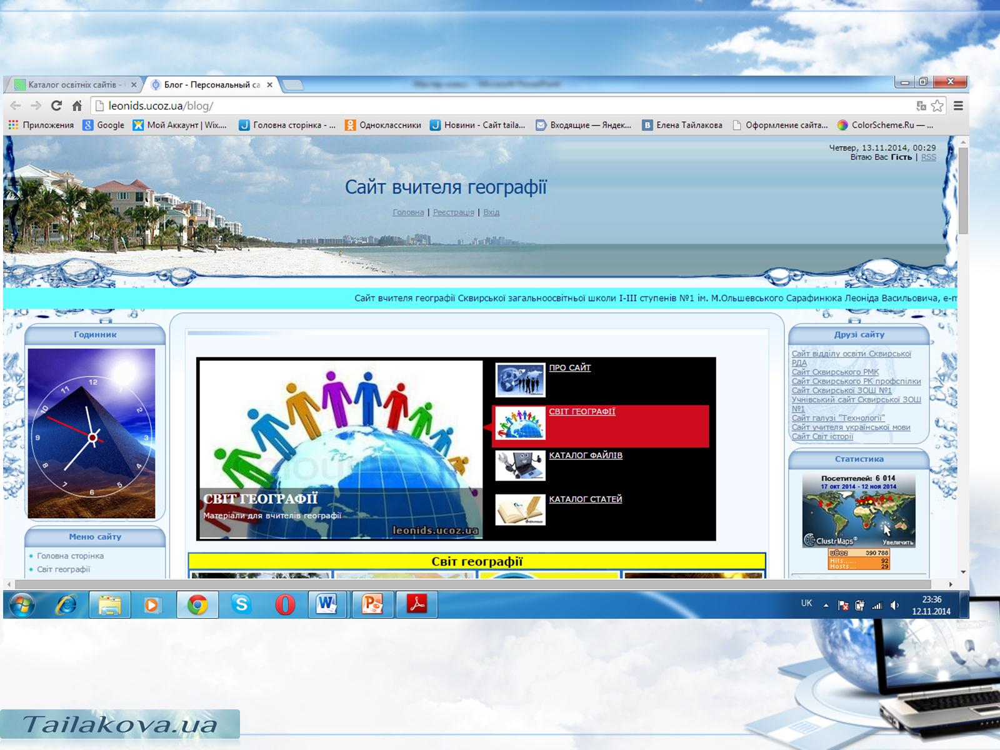 Каталог освітніх сайтів -
Блог - Персональный са
leonids.ucoz.ua/blog/
Приложения
Google
Мой Аккаунт | Wix....
Головна сторінка - ...
Одноклассники
Новини - Сайт taila...
Входящие — Яндек...
Елена Тайлакова
Оформление сайта...
ColorScheme.Ru — ...
Четвер, 13.11.2014, 00:29
Вітаю Вас Гість | RSS
Сайт вчителя географії
Головна | Реєстрація | Вхід
Сайт вчителя географії Сквирської загальноосвітньої школи І-ІІІ ступенів №1 ім. М.Ольшевського Сарафинюка Леоніда Васильовича, e-m
Годинник
12
1
2
3
4
5
6
7
8
9
10
11
Меню сайту
Головна сторінка
Світ географії
СВІТ ГЕОГРАФІЇ
Матеріали для вчителів географії
leonids.ucoz.ua
ПРО САЙТ
СВІТ ГЕОГРАФІЇ
КАТАЛОГ ФАЙЛІВ
КАТАЛОГ СТАТЕЙ
Світ географії
Друзі сайту
Сайт відділу освіти Сквирської
РДА
Сайт Сквирського РМК
Сайт Сквирського РК профспілки
Сайт Сквирської ЗОШ №1
Учнівський сайт Сквирської ЗОШ
№1
Сайт галузі "Технології"
Сайт учителя української мови
Сайт Світ історії
Статистика
Посетителей: 6 014
17 окт 2014 - 12 ноя 2014
ClustrMaps®
Увеличить
uCoz 390 788
Hits...... 92
Hosts... 29
UK
23:36
12.11.2014
Tailakova.ua